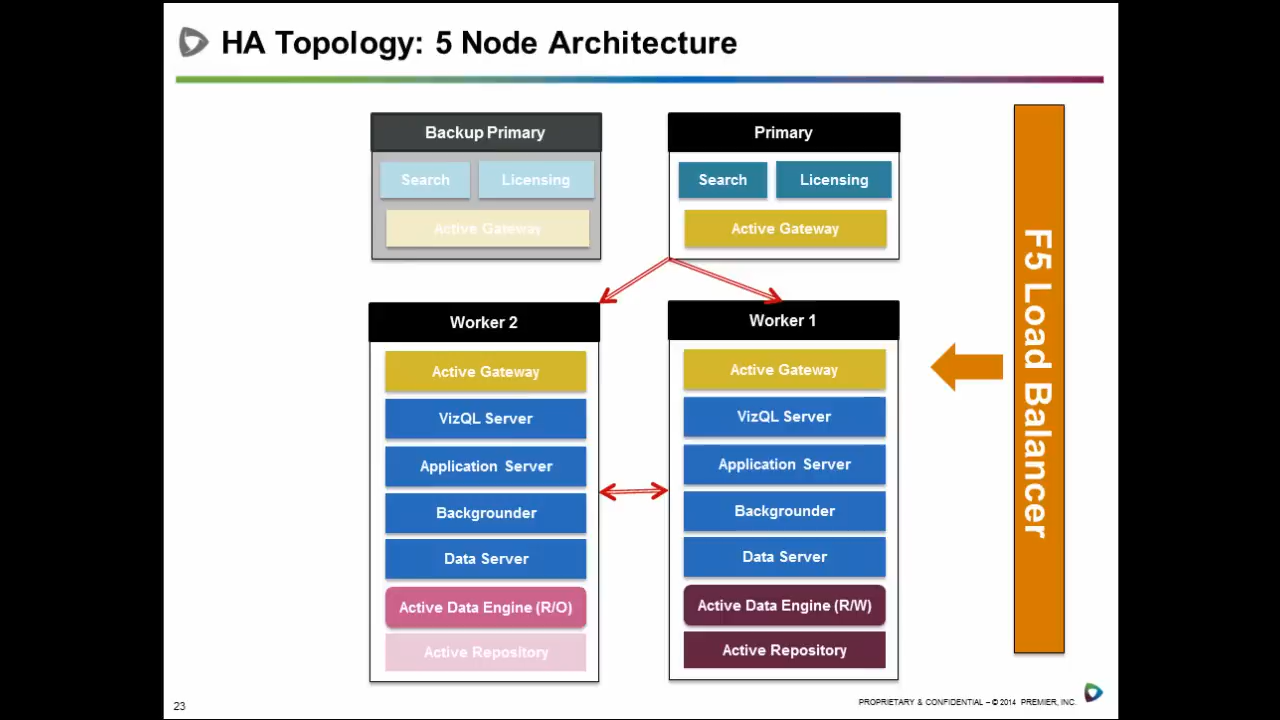 HA Topology: 5 Node Architecture
Backup Primary
Search
Licensing
Active Gateway
Primary
Search
Licensing
Active Gateway
Worker 2
Active Gateway
VizQL Server
Application Server
Backgrounder
Data Server
Active Data Engine (R/O)
Active Repository
Worker 1
Active Gateway
VizQL Server
Application Server
Backgrounder
Data Server
Active Data Engine (R/W)
Active Repository
F5 Load Balancer
23
PROPRIETARY & CONFIDENTIAL – © 2014 PREMIER, INC.